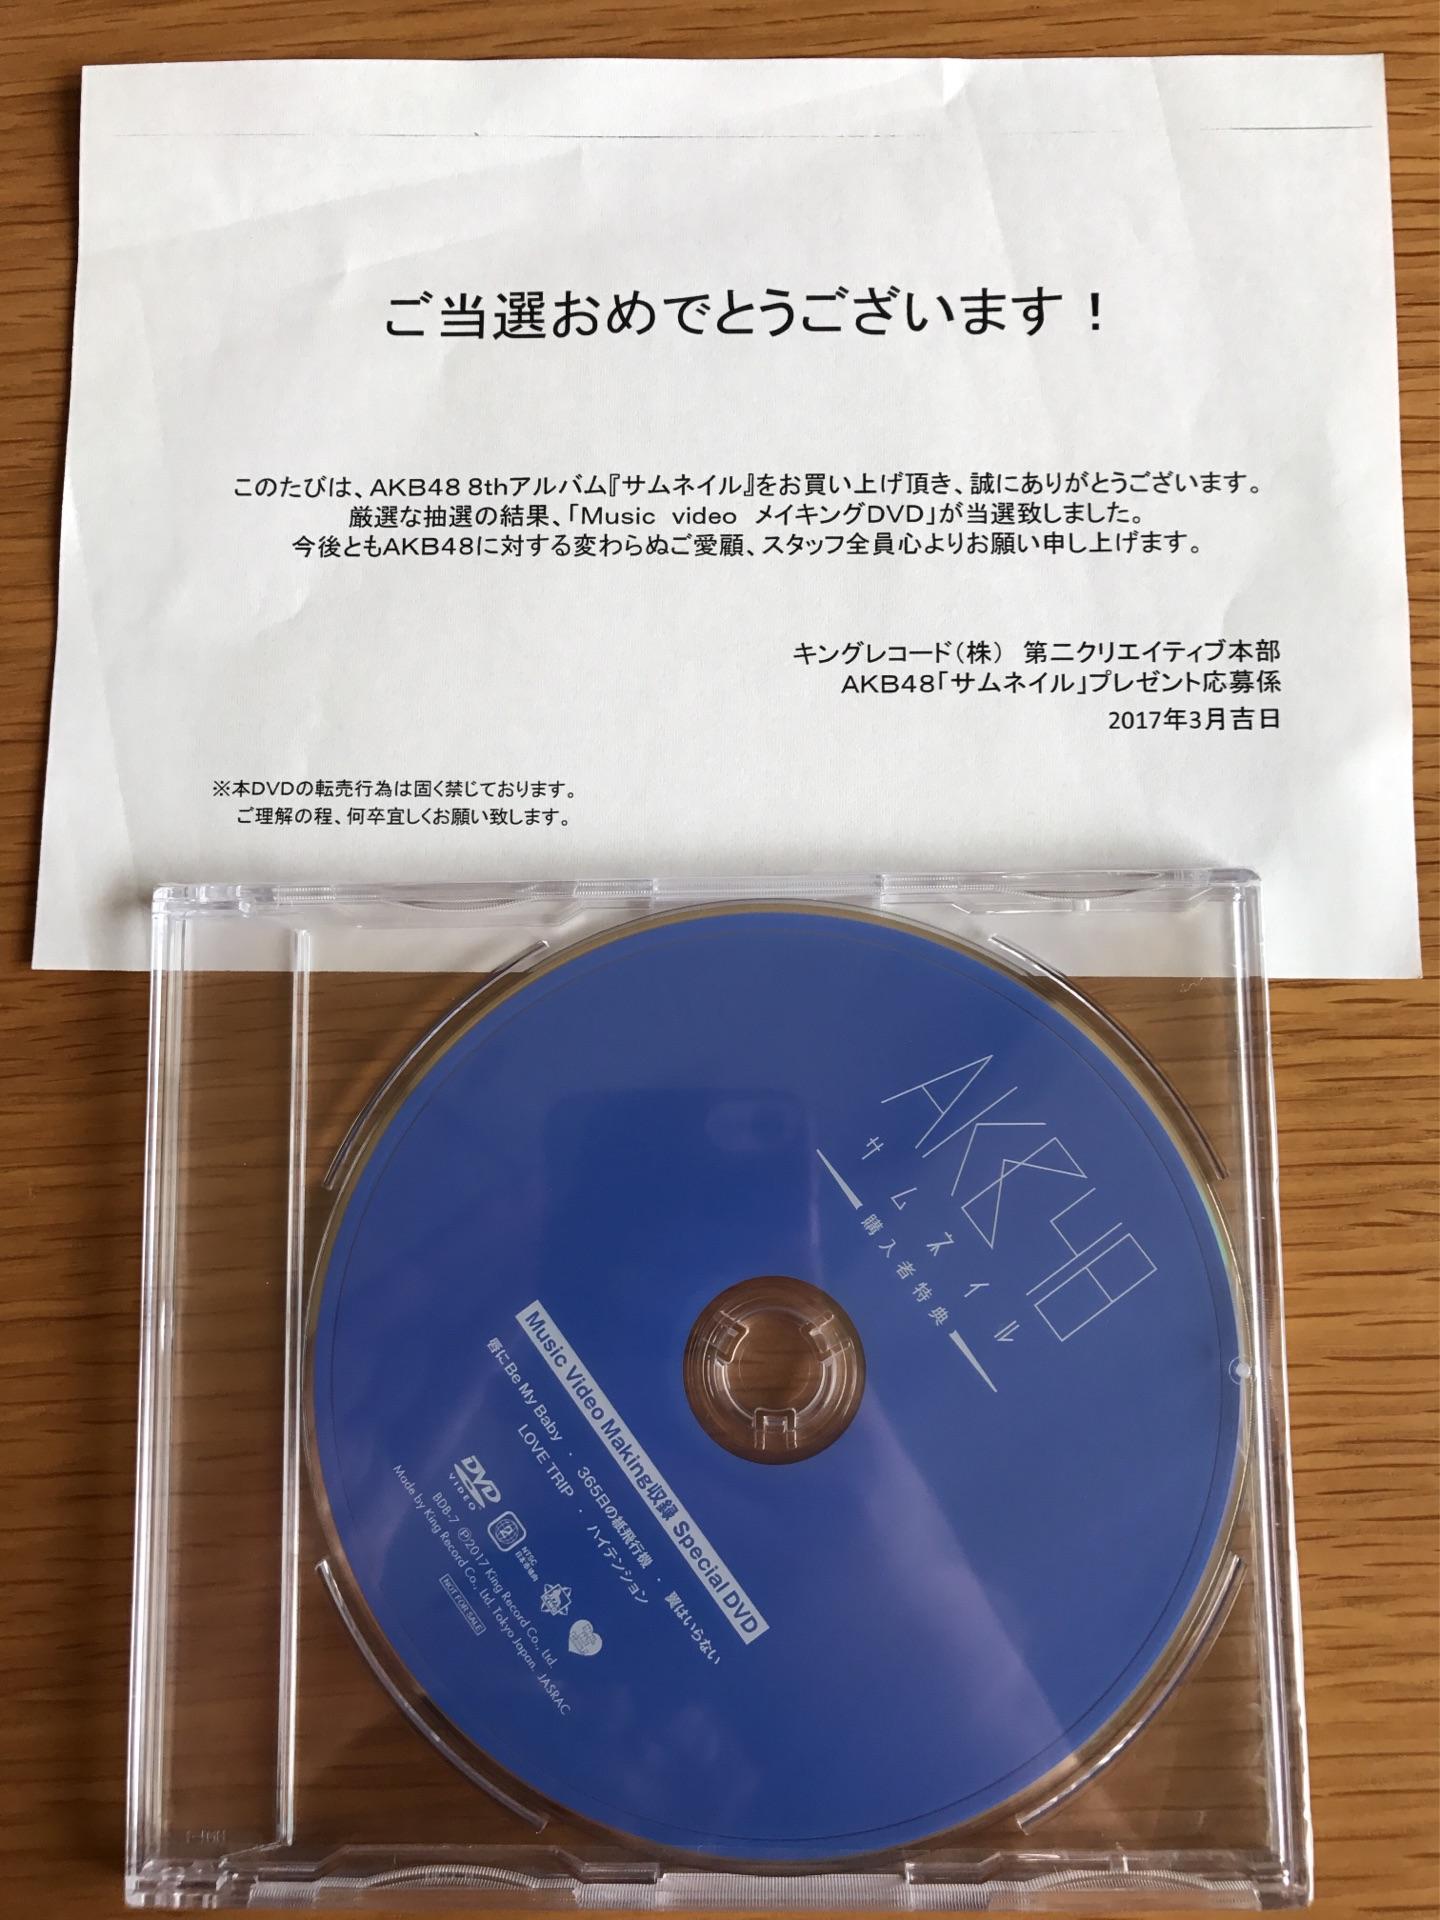 ご当選おめでとうございます！
このたびは、AKB48 8thアルバム『サムネイル』をお買い上げ頂き、誠にありがとうございます。
厳選な抽選の結果、「Music video メイキングDVD」が当選致しました。
今後ともAKB48に対する変わらぬご愛顧、スタッフ全員心よりお願い申し上げます。
キングレコード（株） 第二クリエイティブ本部
AKB48「サムネイル」プレゼント応募係
2017年3月吉日
※本DVDの転売行為は固く禁じております。
ご理解の程、何卒宜しくお願い致します。
AKB48
サムネイル
購入者特典
Music Video Making収録 Special DVD
唇にBe My Baby ・ 365日の紙飛行機 ・ 翼はいらない
LOVE TRIP ・ ハイテンション
DVD
VIDEO
2
NTSC
日本市場向
BDB-7 Ⓟ2017 King Record Co., Ltd.
Made by King Record Co., Ltd. Tokyo Japan. JASRAC
NOT FOR SALE